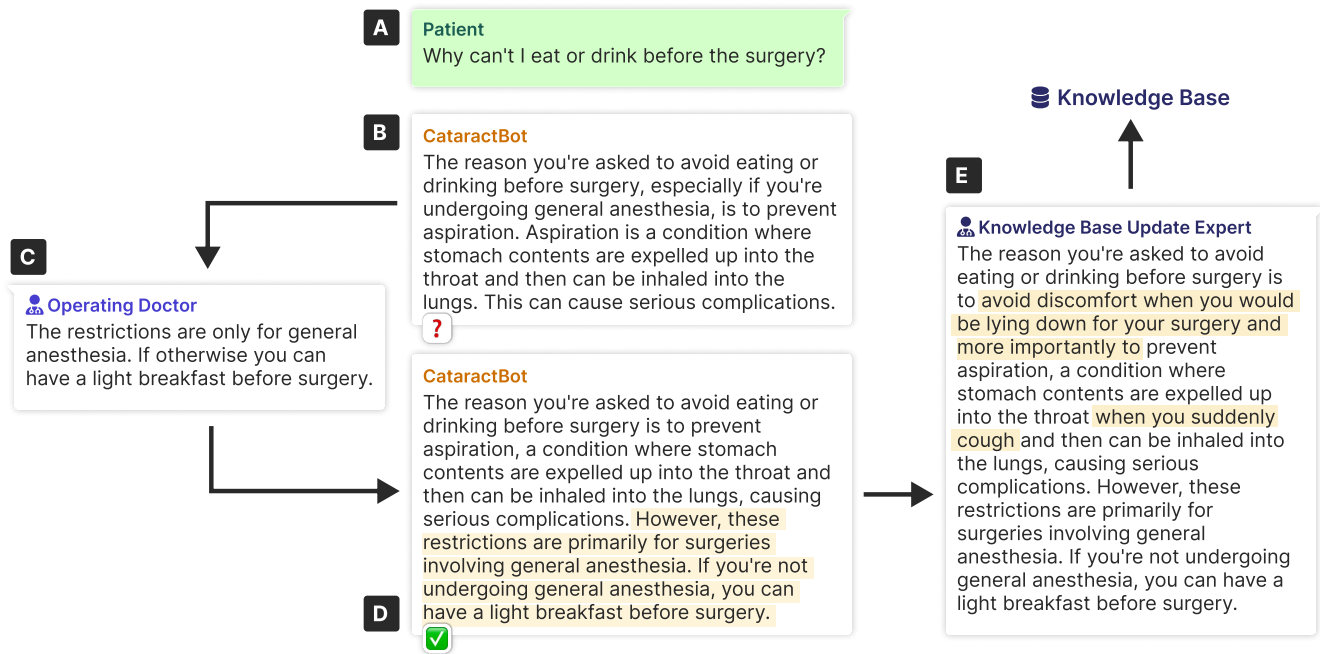 A
Patient
Why can't I eat or drink before the surgery?
B
CataractBot
The reason you're asked to avoid eating or
drinking before surgery, especially if you're
undergoing general anesthesia, is to prevent
aspiration. Aspiration is a condition where
stomach contents are expelled up into the
throat and then can be inhaled into the
lungs. This can cause serious complications.
?
C
Operating Doctor
The restrictions are only for general
anesthesia. If otherwise you can
have a light breakfast before surgery.
D
CataractBot
The reason you're asked to avoid eating or
drinking before surgery is to prevent
aspiration, a condition where stomach
contents are expelled up into the throat and
then can be inhaled into the lungs, causing
serious complications. However, these
restrictions are primarily for surgeries
involving general anesthesia. If you're not
undergoing general anesthesia, you can
have a light breakfast before surgery.
Knowledge Base
E
Knowledge Base Update Expert
The reason you're asked to avoid
eating or drinking before surgery is
to avoid discomfort when you would
be lying down for your surgery and
more importantly to prevent
aspiration, a condition where
stomach contents are expelled up
into the throat when you suddenly
cough and then can be inhaled into
the lungs, causing serious
complications. However, these
restrictions are primarily for
surgeries involving general
anesthesia. If you're not undergoing
general anesthesia, you can have a
light breakfast before surgery.